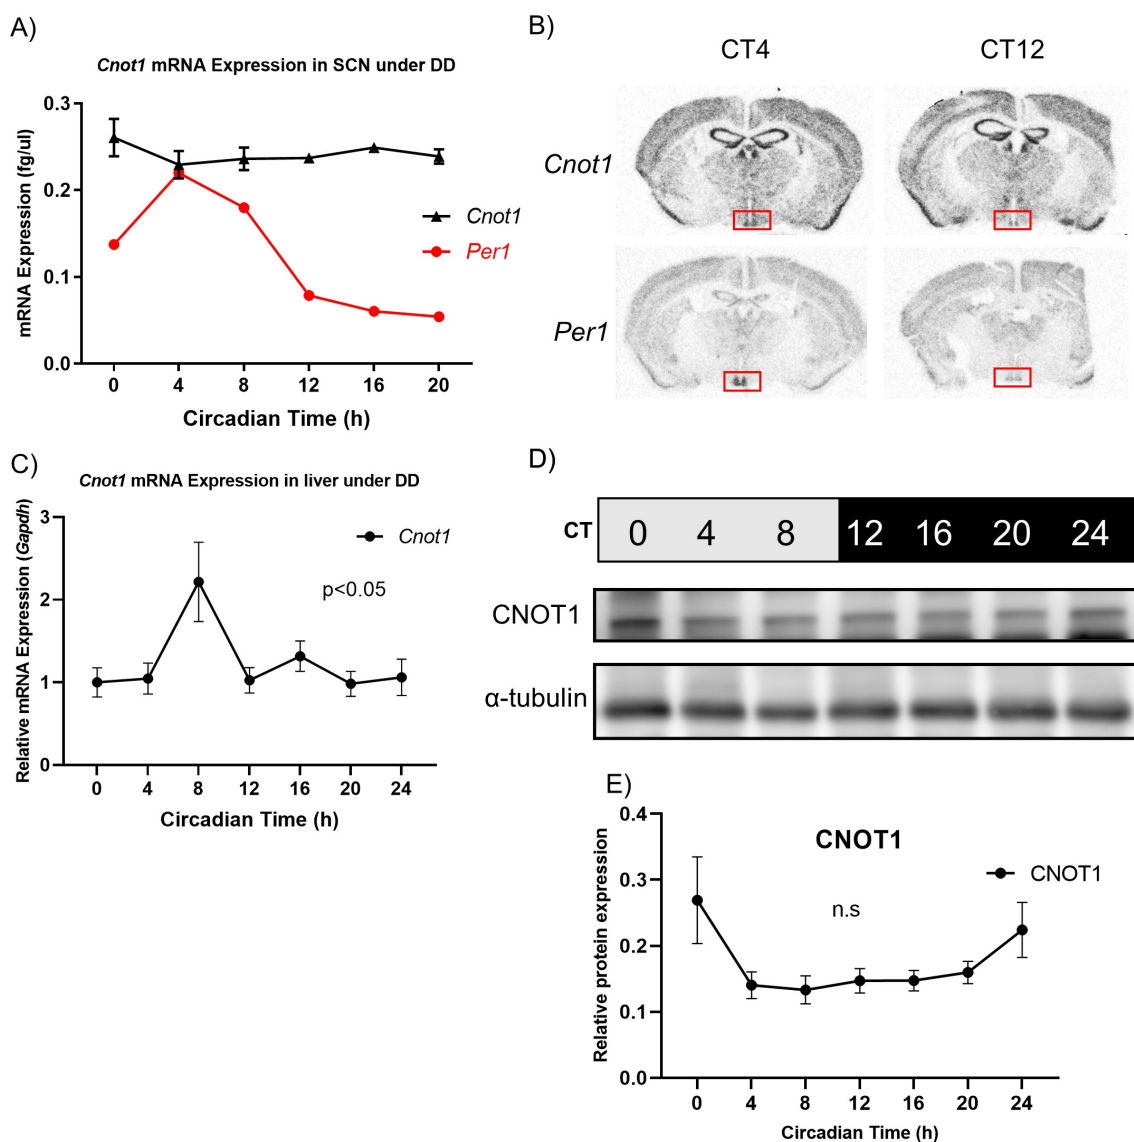 A)
Cnot1 mRNA Expression in SCN under DD
mRNA Expression (fg/ul)
0.3
0.2
0.1
0.0
0 4 8 12 16 20
Circadian Time (h)
Cnot1
Per1
B)
CT4 CT12
Cnot1
Per1
C)
Cnot1 mRNA Expression in liver under DD
Relative mRNA Expression (Gapdh)
3
2
1
0
0 4 8 12 16 20 24
Circadian Time (h)
Cnot1
p<0.05
D)
CT 0 4 8 12 16 20 24
CNOT1
α-tubulin
E)
CNOT1
Relative protein expression
0.4
0.3
0.2
0.1
0.0
0 4 8 12 16 20 24
Circadian Time (h)
CNOT1
n.s